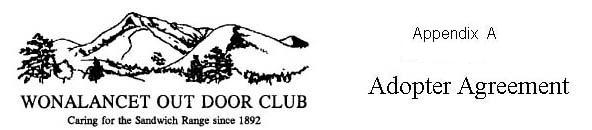 WONALANCET OUT DOOR CLUB
Caring for the Sandwich Range since 1892
Appendix A
Adopter Agreement